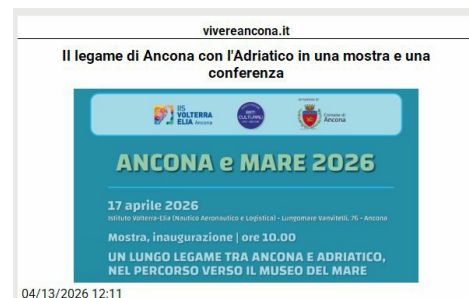 vivereancona.it
Il legame di Ancona con l'Adriatico in una mostra e una
conferenza
IIS
VOLTERRA
ELIA Ancona
Comune di
Ancona
ANCONA e MARE 2026
17 aprile 2026
Istituto Volterra-Elia (Nautico Aeronautico e Logistica) - Lungomare Vanvitelli, 76 - Ancona
Mostra, inaugurazione | ore 10.00
UN LUNGO LEGAME TRA ANCONA E ADRIATICO,
NEL PERCORSO VERSO IL MUSEO DEL MARE
04/13/2026 12:11